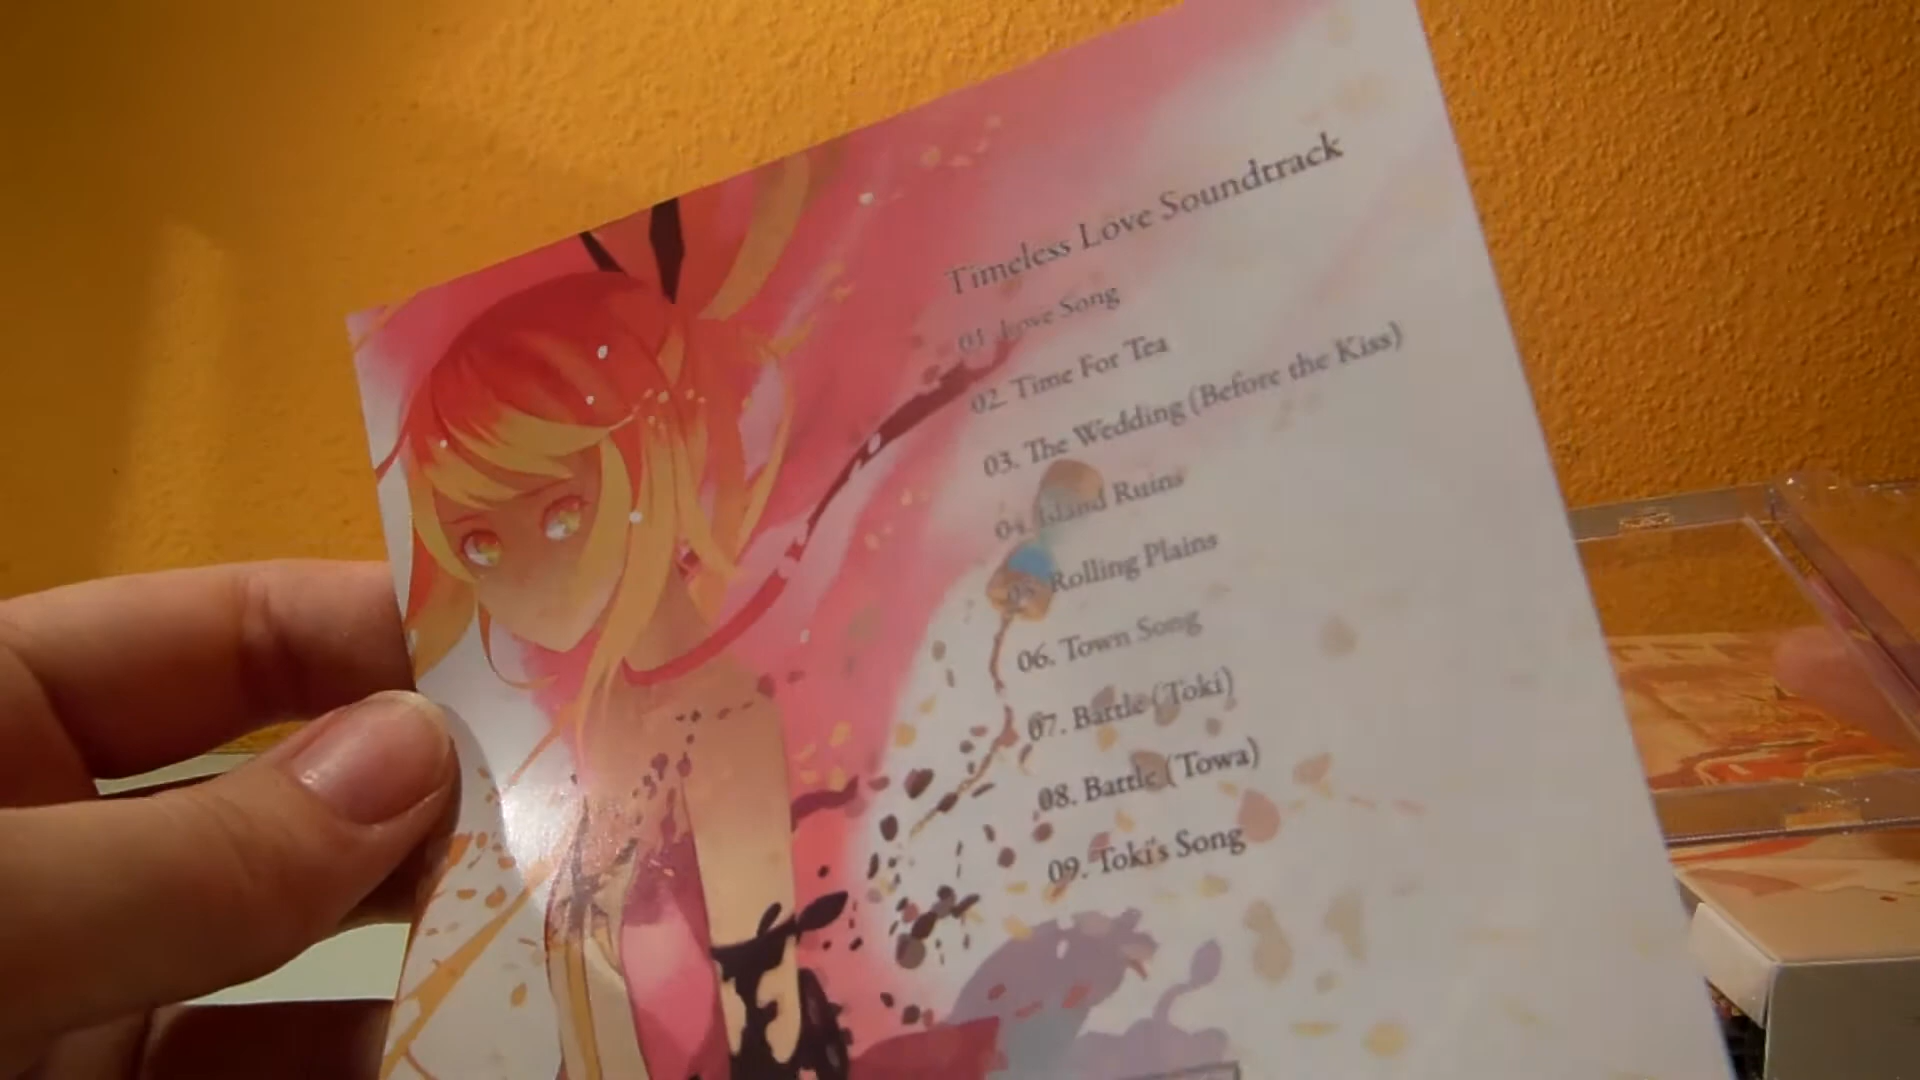 Timeless Love Soundtrack
01. Love Song
02. Time For Tea
03. The Wedding (Before the Kiss)
04. Island Ruins
05. Rolling Plains
06. Town Song
07. Battle (Toki)
08. Battle (Towa)
09. Toki's Song